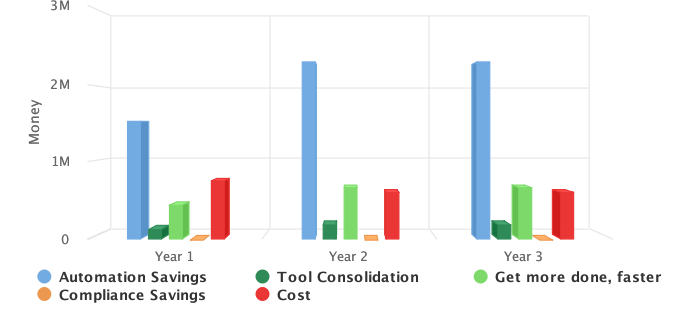 3M
2M
1M
0
Money
Year 1 Year 2 Year 3
Automation Savings Tool Consolidation Get more done, faster
Compliance Savings Cost